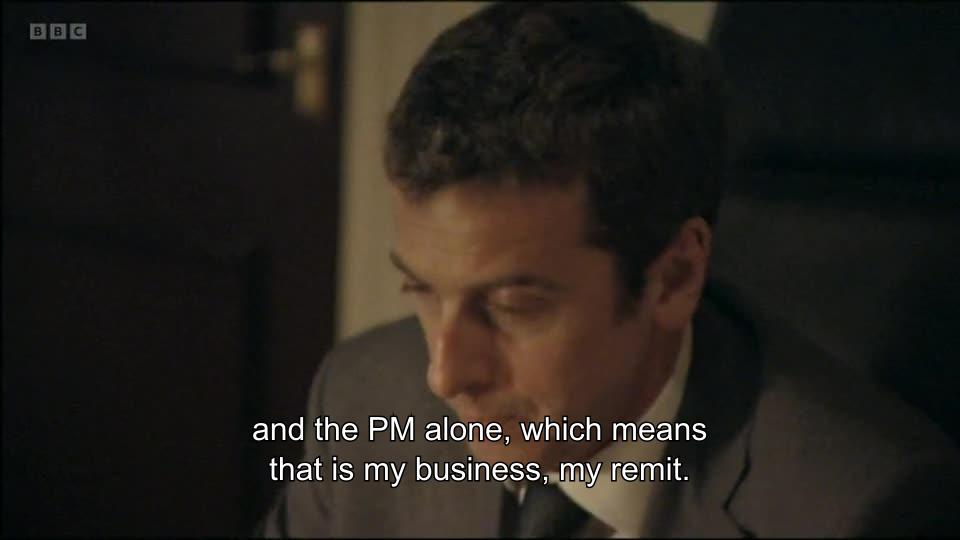 BBC
and the PM alone, which means
that is my business, my remit.